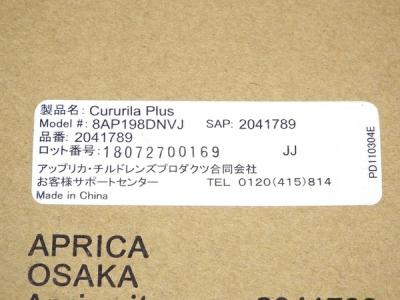 製品名: Cururila Plus
Model #: 8AP198DNVJ SAP: 2041789
品番: 2041789
ロット番号: 18072700169 JJ
アップリカ・チルドレンズプロダクツ合同会社
お客様サポートセンター TEL 0120(415)814
Made in China
PD110304E
APRICA
OSAKA